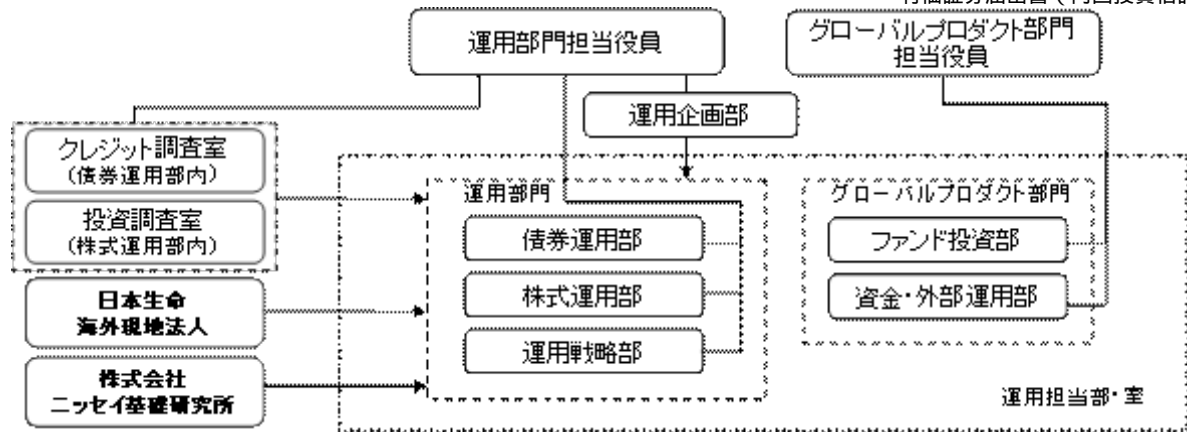 運用部門担当役員
グローバルプロダクト部門
担当役員
運用企画部
クレジット調査室
(債券運用部内)
投資調査室
(株式運用部内)
日本生命
海外現地法人
株式会社
ニッセイ基礎研究所
運用部門
債券運用部
株式運用部
運用戦略部
グローバルプロダクト部門
ファンド投資部
資金・外部運用部
運用担当部・室